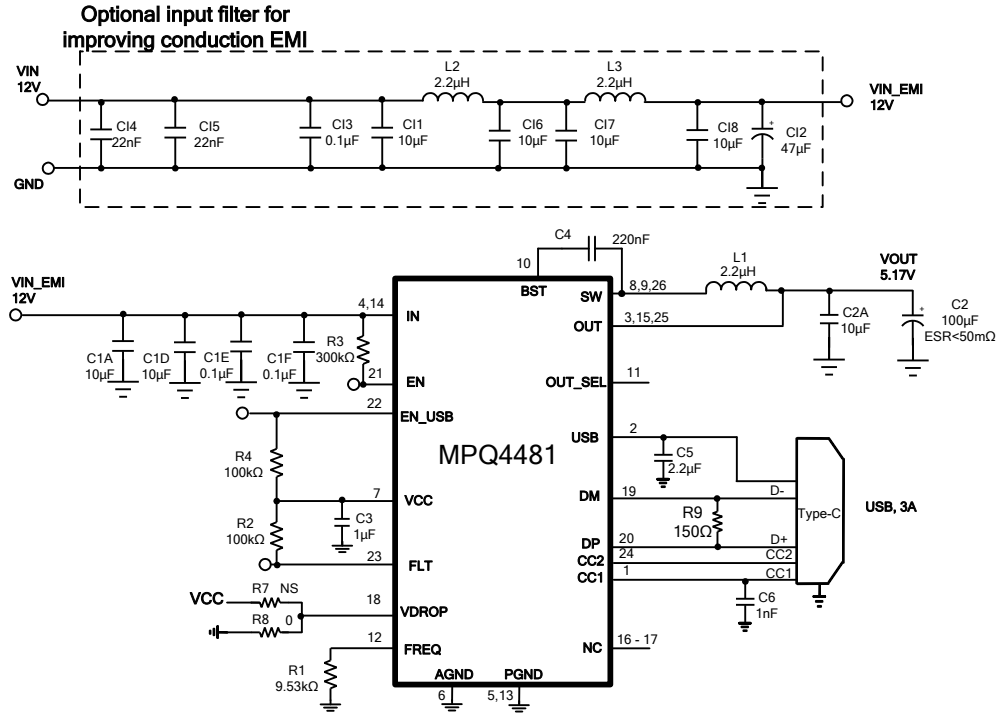 Optional input filter for
improving conduction EMI
VIN
12V
L2
2.2µH
L3
2.2µH
VIN_EMI
12V
CI4
22nF
CI5
22nF
CI3
0.1µF
CI1
10µF
CI6
10µF
CI7
10µF
CI8
10µF
+
CI2
47µF
GND
C4
220nF
10
BST
VIN_EMI
12V
4,14
IN
SW
8,9,26
L1
2.2µH
VOUT
5.17V
OUT
3,15,25
C1A
10µF
C1D
10µF
C1E
0.1µF
C1F
0.1µF
R3
300kΩ
C2A
10µF
+
C2
100µF
ESR<50mΩ
21
EN
OUT_SEL
11
22
EN_USB
USB
2
R4
100kΩ
MPQ4481
C5
2.2µF
7
VCC
DM
19
D-
Type-C
USB, 3A
R2
100kΩ
C3
1µF
R9
150Ω
DP
20
D+
23
FLT
CC2
24
CC2
CC1
1
CC1
VCC
R7
NS
R8
0
18
VDROP
C6
1nF
12
FREQ
NC
16 - 17
R1
9.53kΩ
AGND
PGND
6
5,13